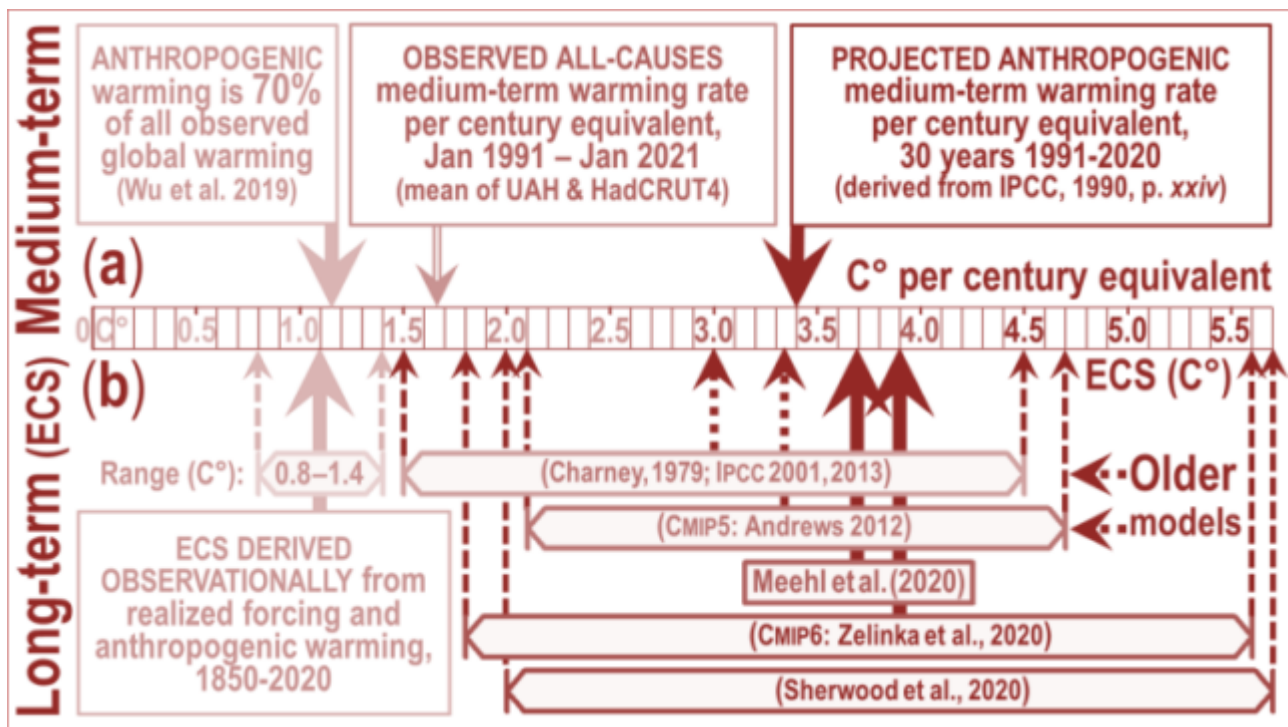 Medium-term
ANTHROPOGENIC
warming is 70%
of all observed
global warming
(Wu et al. 2019)
OBSERVED ALL-CAUSES
medium-term warming rate
per century equivalent,
Jan 1991 – Jan 2021
(mean of UAH & HadCRUT4)
PROJECTED ANTHROPOGENIC
medium-term warming rate
per century equivalent,
30 years 1991-2020
(derived from IPCC, 1990, p. xxiv)
(a)
C° per century equivalent
0 C° 0.5 1.0 1.5 2.0 2.5 3.0 3.5 4.0 4.5 5.0 5.5
Long-term (ECS)
(b)
ECS (C°)
Range (C°): 0.8–1.4 (Charney, 1979; IPCC 2001, 2013) Older
(CMIP5: Andrews 2012) models
ECS DERIVED
OBSERVATIONALLY from
realized forcing and
anthropogenic warming,
1850-2020
Meehl et al. (2020)
(CMIP6: Zelinka et al., 2020)
(Sherwood et al., 2020)